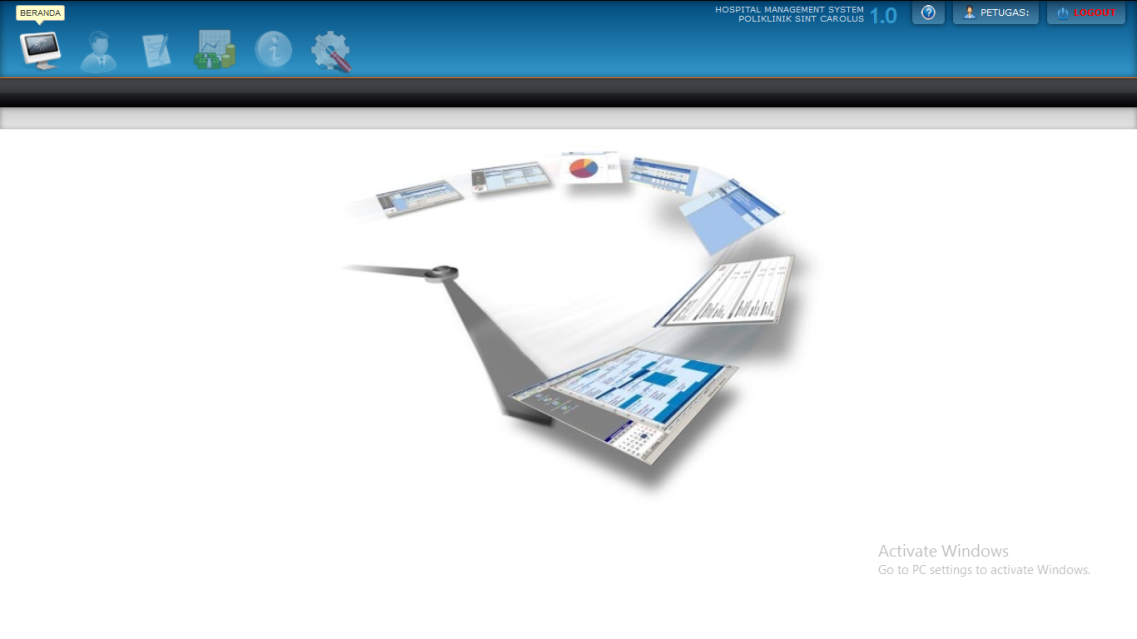 BERANDA
HOSPITAL MANAGEMENT SYSTEM
POLIKLINIK SINT CAROLUS
1.0
PETUGAS:
LOGOUT
Activate Windows
Go to PC settings to activate Windows.